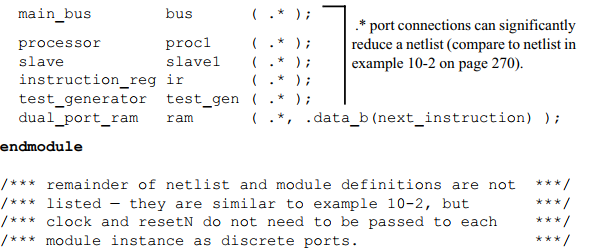 main_bus bus ( .* );
processor proc1 ( .* );
slave slave1 ( .* );
instruction_reg ir ( .* );
test_generator test_gen ( .* );
dual_port_ram ram ( .*, .data_b(next_instruction) );
.* port connections can significantly
reduce a netlist (compare to netlist in
example 10-2 on page 270).
endmodule
/*** remainder of netlist and module definitions are not ***/
/*** listed — they are similar to example 10-2, but ***/
/*** clock and resetN do not need to be passed to each ***/
/*** module instance as discrete ports. ***/